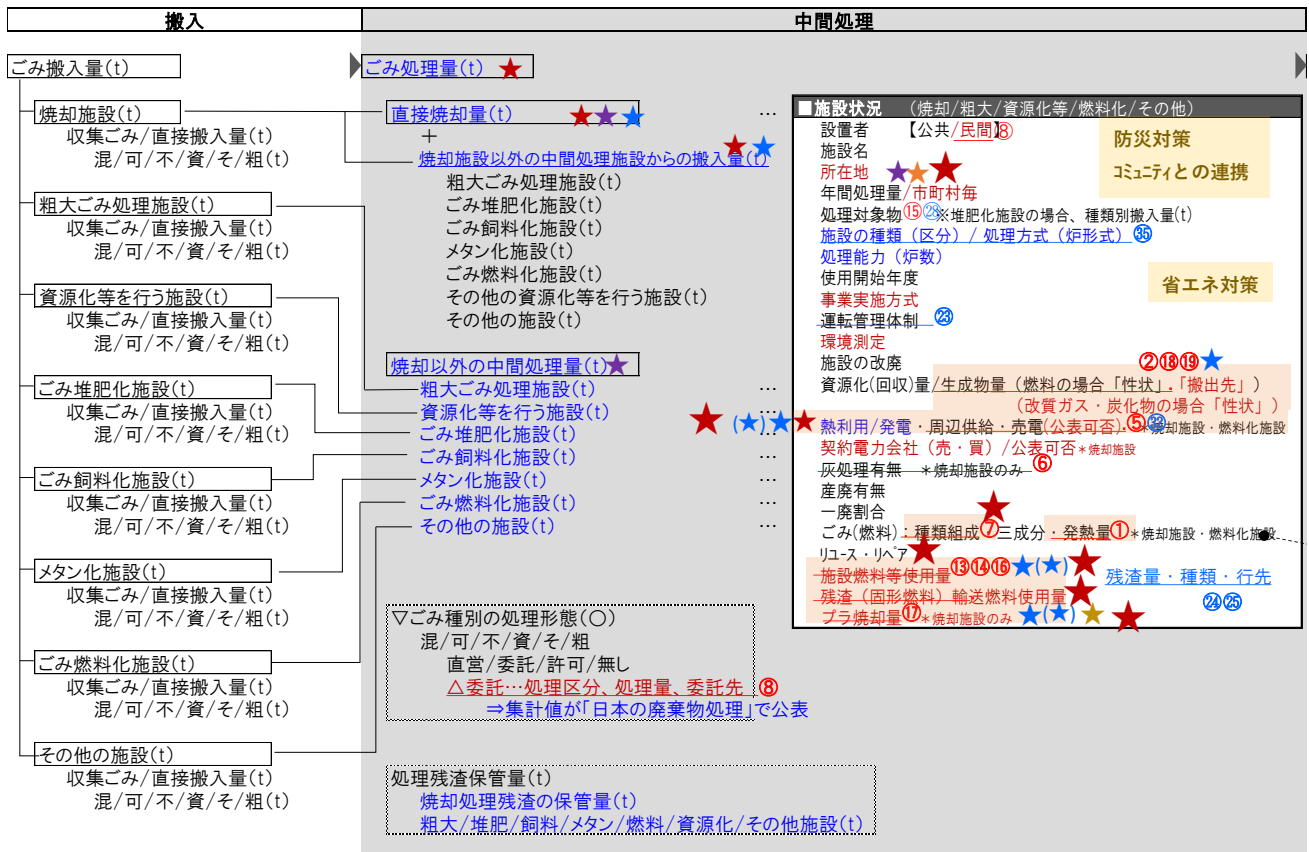 搬入
中間処理
ごみ搬入量(t)
焼却施設(t)
収集ごみ/直接搬入量(t)
混/可/不/資/そ/粗(t)
粗大ごみ処理施設(t)
収集ごみ/直接搬入量(t)
混/可/不/資/そ/粗(t)
資源化等を行う施設(t)
収集ごみ/直接搬入量(t)
混/可/不/資/そ/粗(t)
ごみ堆肥化施設(t)
収集ごみ/直接搬入量(t)
混/可/不/資/そ/粗(t)
ごみ飼料化施設(t)
収集ごみ/直接搬入量(t)
混/可/不/資/そ/粗(t)
メタン化施設(t)
収集ごみ/直接搬入量(t)
混/可/不/資/そ/粗(t)
ごみ燃料化施設(t)
収集ごみ/直接搬入量(t)
混/可/不/資/そ/粗(t)
その他の施設(t)
収集ごみ/直接搬入量(t)
混/可/不/資/そ/粗(t)
ごみ処理量(t) ★
直接焼却量(t) ★★★ …
+
焼却施設以外の中間処理施設からの搬入量(t) ★★
粗大ごみ処理施設(t)
ごみ堆肥化施設(t)
ごみ飼料化施設(t)
メタン化施設(t)
ごみ燃料化施設(t)
その他の資源化等を行う施設(t)
その他の施設(t)
焼却以外の中間処理量(t)★
粗大ごみ処理施設(t) …
資源化等を行う施設(t) …
ごみ堆肥化施設(t) ★(★)★★ …
ごみ飼料化施設(t) …
メタン化施設(t) …
ごみ燃料化施設(t) …
その他の施設(t) …
▽ごみ種別の処理形態(○)
混/可/不/資/そ/粗
直営/委託/許可/無し
△委託…処理区分、処理量、委託先 ⑧
⇒集計値が「日本の廃棄物処理」で公表
処理残渣保管量(t)
焼却処理残渣の保管量(t)
粗大/堆肥/飼料/メタン/燃料/資源化/その他施設(t)
■施設状況 (焼却/粗大/資源化等/燃料化/その他)
設置者 【公共/民間】⑧
施設名
所在地 ★★★
年間処理量/市町村毎
処理対象物⑮㉘※堆肥化施設の場合、種類別搬入量(t)
施設の種類(区分)/ 処理方式(炉形式) ㉟
処理能力(炉数)
使用開始年度
事業実施方式
運転管理体制 ㉓
環境測定
施設の改廃 ②⑱⑲★
資源化(回収)量/生成物量(燃料の場合「性状」・「搬出先」)
(改質ガス・炭化物の場合「性状」)
熱利用/発電・周辺供給・売電(公表可否)・⑤ *焼却施設・燃料化施設
契約電力会社(売・買)/公表可否*焼却施設
灰処理有無 *焼却施設のみ ⑥
産廃有無
一廃割合 ★
ごみ(燃料):種類組成⑦三成分・発熱量①*焼却施設・燃料化施設
リユース・リペア★
施設燃料等使用量⑬⑭⑯★(★)★
残渣(固形燃料)輸送燃料使用量★
プラ焼却量⑰*焼却施設のみ ★(★)★★
防災対策
コミュニティとの連携
省エネ対策
残渣量・種類・行先
㉔㉕